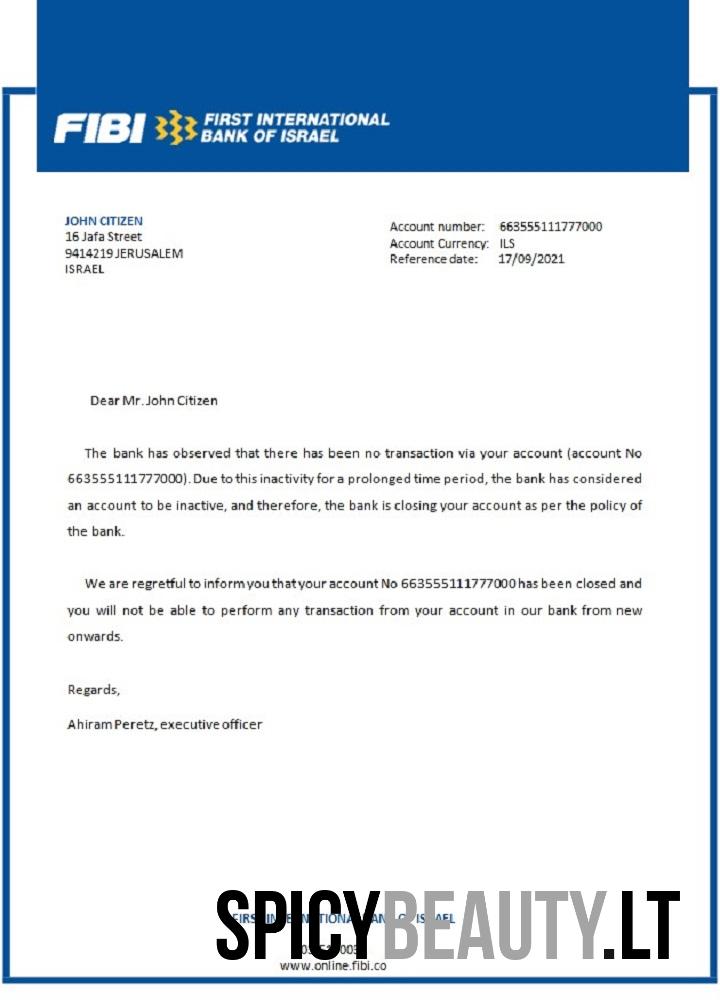 FIBI FIRST INTERNATIONAL
BANK OF ISRAEL
JOHN CITIZEN
16 Jafa Street
9414219 JERUSALEM
ISRAEL
Account number: 663555111777000
Account Currency: ILS
Reference date: 17/09/2021
Dear Mr. John Citizen
The bank has observed that there has been no transaction via your account (account No
663555111777000). Due to this inactivity for a prolonged time period, the bank has considered
an account to be inactive, and therefore, the bank is closing your account as per the policy of
the bank.
We are regretful to inform you that your account No 663555111777000 has been closed and
you will not be able to perform any transaction from your account in our bank from new
onwards.
Regards,
Ahiram Peretz, executive officer
FIRST INTERNATIONAL BANK OF ISRAEL
SPICYBEAUTY.LT
www.online.fibi.co